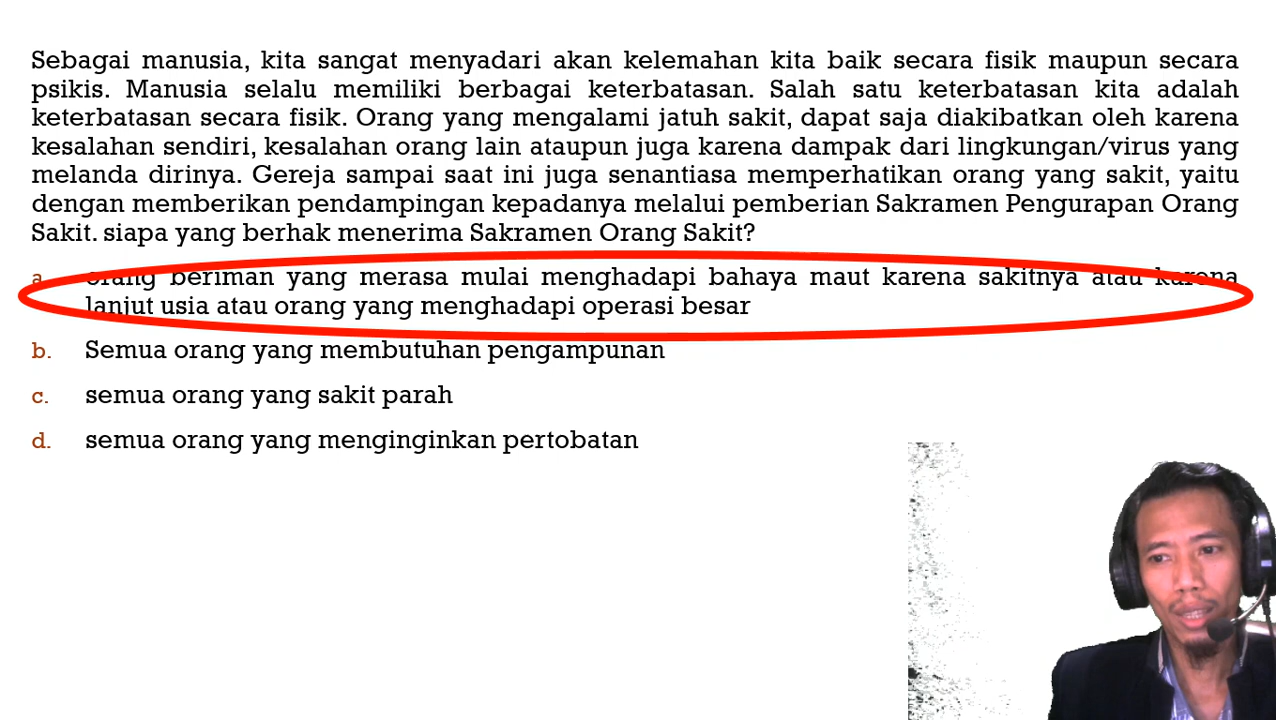 Sebagai manusia, kita sangat menyadari akan kelemahan kita baik secara fisik maupun secara
psikis. Manusia selalu memiliki berbagai keterbatasan. Salah satu keterbatasan kita adalah
keterbatasan secara fisik. Orang yang mengalami jatuh sakit, dapat saja diakibatkan oleh karena
kesalahan sendiri, kesalahan orang lain ataupun juga karena dampak dari lingkungan/virus yang
melanda dirinya. Gereja sampai saat ini juga senantiasa memperhatikan orang yang sakit, yaitu
dengan memberikan pendampingan kepadanya melalui pemberian Sakramen Pengurapan Orang
Sakit. siapa yang berhak menerima Sakramen Orang Sakit?
a. orang beriman yang merasa mulai menghadapi bahaya maut karena sakitnya atau karena
lanjut usia atau orang yang menghadapi operasi besar
b. Semua orang yang membutuhan pengampunan
c. semua orang yang sakit parah
d. semua orang yang menginginkan pertobatan